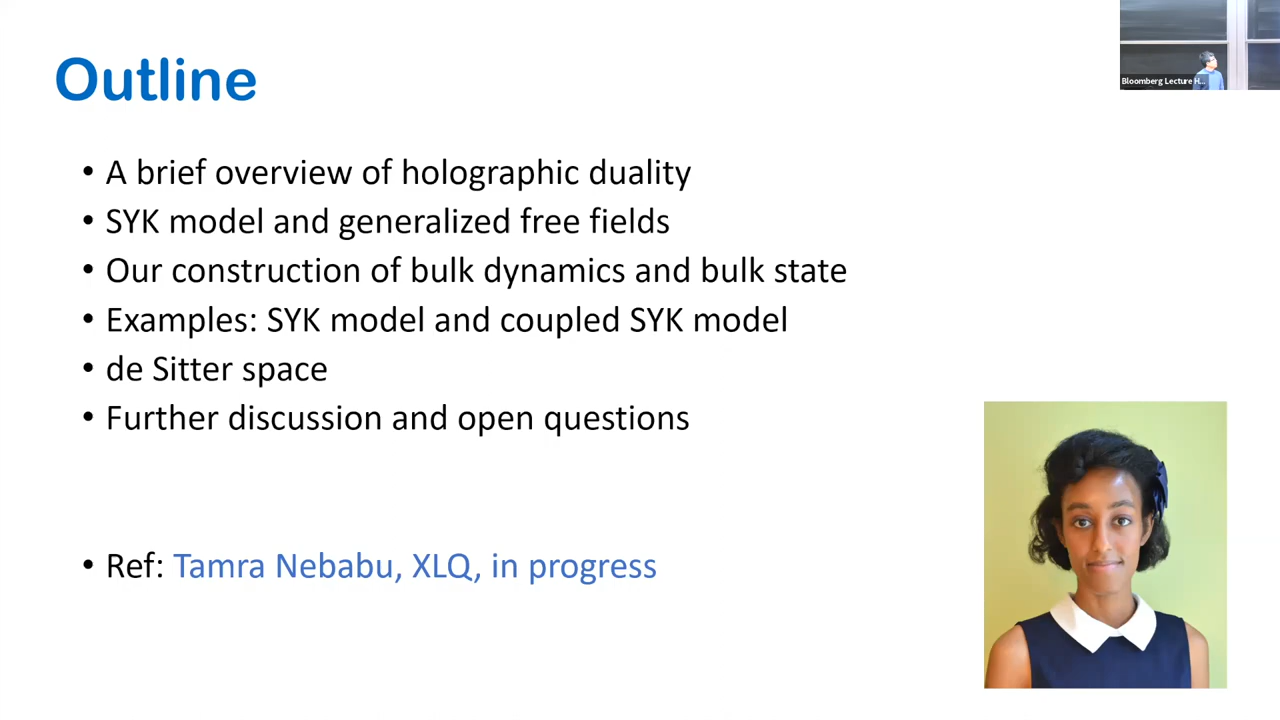 Outline
• A brief overview of holographic duality
• SYK model and generalized free fields
• Our construction of bulk dynamics and bulk state
• Examples: SYK model and coupled SYK model
• de Sitter space
• Further discussion and open questions
• Ref: Tamra Nebabu, XLQ, in progress
Bloomberg Lecture H...